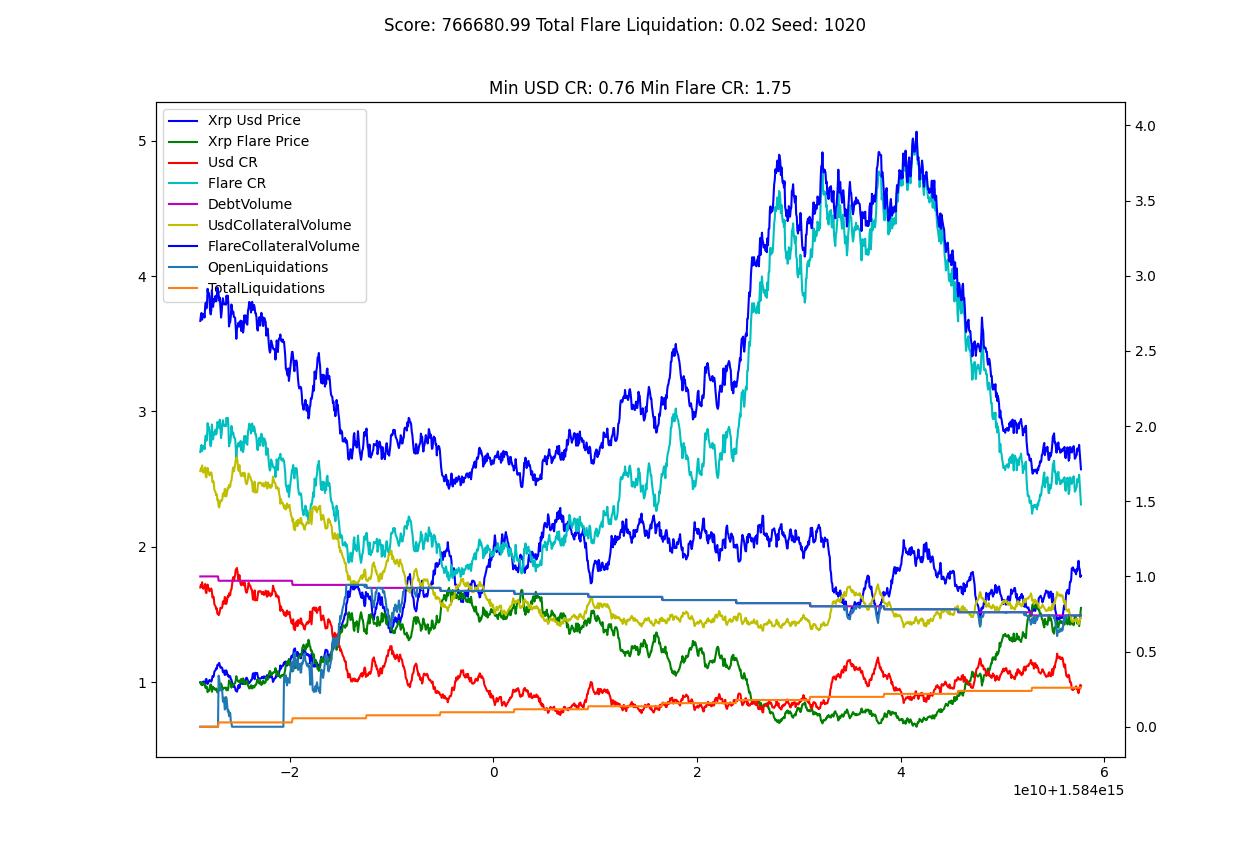 Score: 766680.99 Total Flare Liquidation: 0.02 Seed: 1020
Min USD CR: 0.76 Min Flare CR: 1.75
Xrp Usd Price
Xrp Flare Price
Usd CR
Flare CR
DebtVolume
UsdCollateralVolume
FlareCollateralVolume
OpenLiquidations
TotalLiquidations
5
4
3
2
1
4.0
3.5
3.0
2.5
2.0
1.5
1.0
0.5
0.0
−2
0
2
4
6
1e10+1.584e15